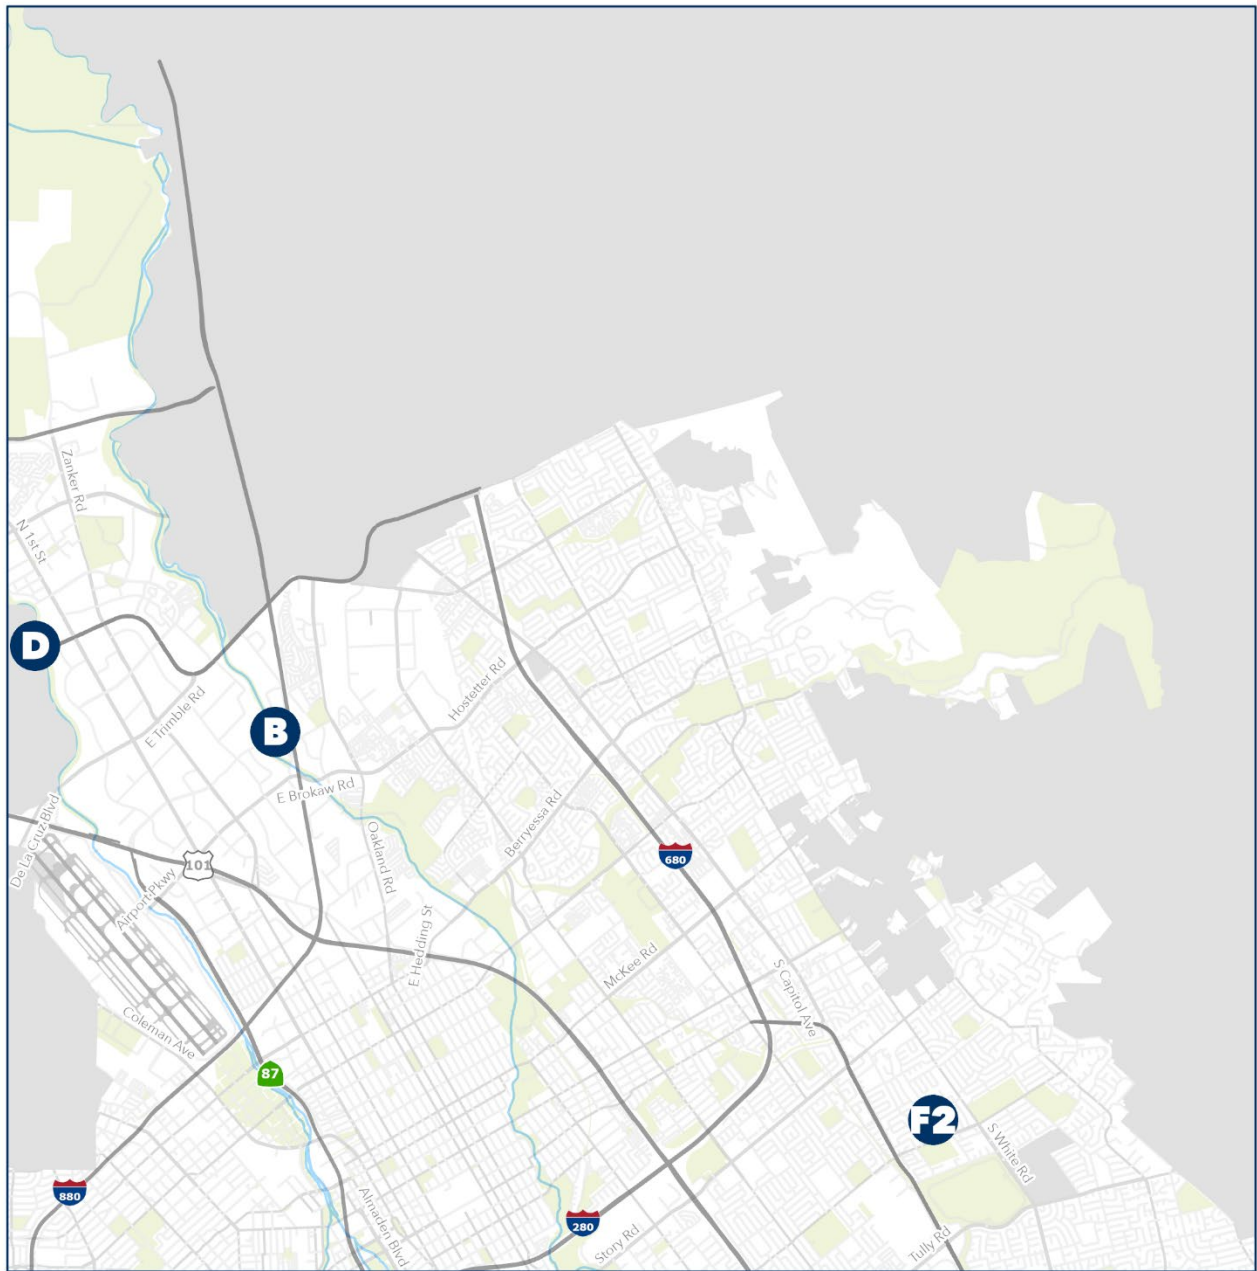 Zanker Rd
N 1st St
D
E Trimble Rd
Hostetter Rd
B
E Brokaw Rd
De La Cruz Blvd
Oakland Rd
Berryessa Rd
101
680
Airport Pkwy
E Hedding St
McKee Rd
S Capitol Ave
Coleman Ave
87
F2
S White Rd
880
Almaden Blvd
280
Story Rd
Tully Rd